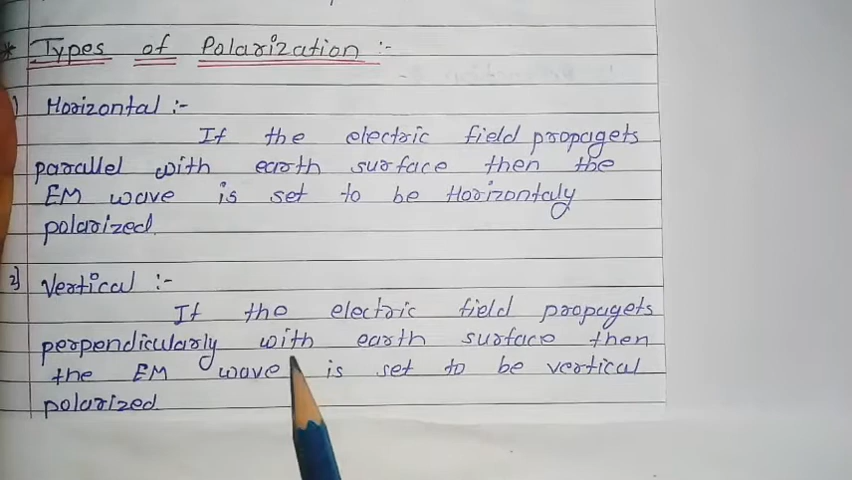 * Types of Polarization :-
1) Horizontal :-
If the electric field propagets
parallel with earth surface then the
EM wave is set to be Horizontaly
polarized.
2) Vertical :-
If the electric field propagets
perpendicularly with earth surface then
the EM wave is set to be vertical
polarized.